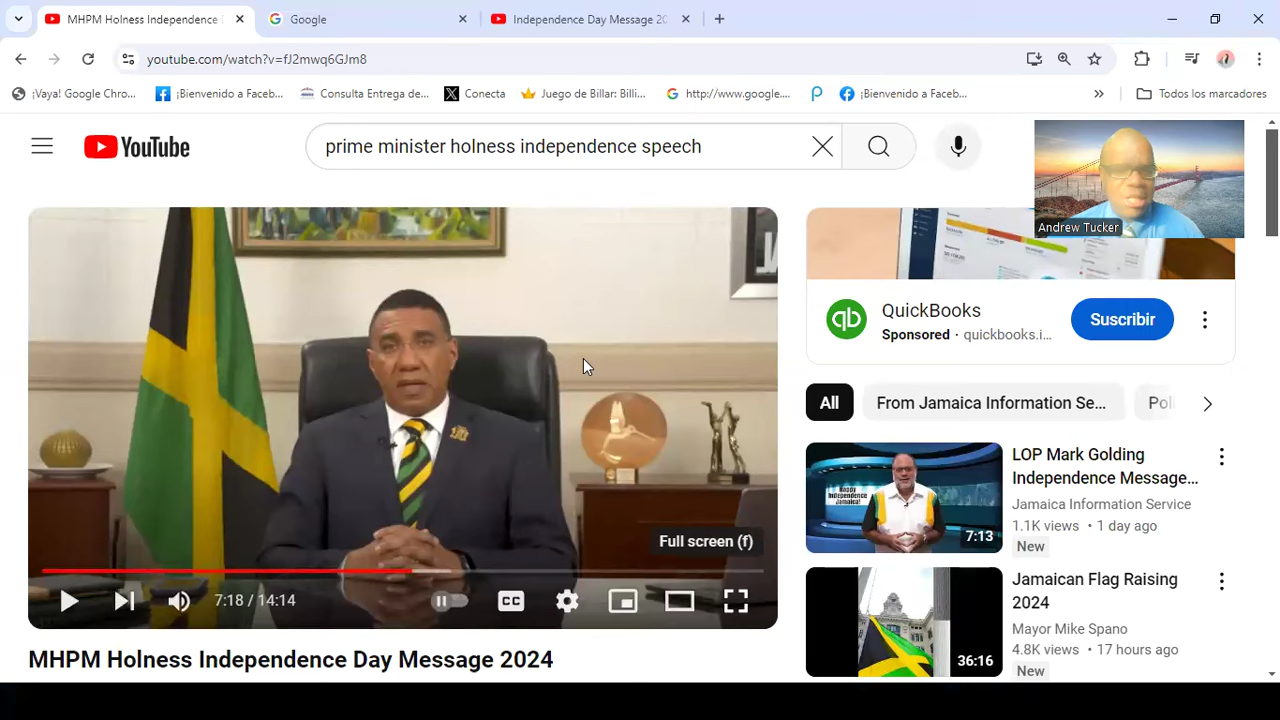 MHPM Holness Independence
Google
Independence Day Message 20
youtube.com/watch?v=fJ2mwq6GJm8
¡Vaya! Google Chro...
¡Bienvenido a Faceb...
Consulta Entrega de...
Conecta
Juego de Billar: Billi...
http://www.google....
¡Bienvenido a Faceb...
Todos los marcadores
YouTube
prime minister holness independence speech
Andrew Tucker
QuickBooks
Sponsored · quickbooks.i...
Suscribir
All
From Jamaica Information Se...
Pol
LOP Mark Golding
Independence Message...
Jamaica Information Service
1.1K views • 1 day ago
New
Happy
Independence
Jamaica!
7:13
Full screen (f)
7:18 / 14:14
CC
Jamaican Flag Raising
2024
Mayor Mike Spano
4.8K views • 17 hours ago
New
36:16
MHPM Holness Independence Day Message 2024